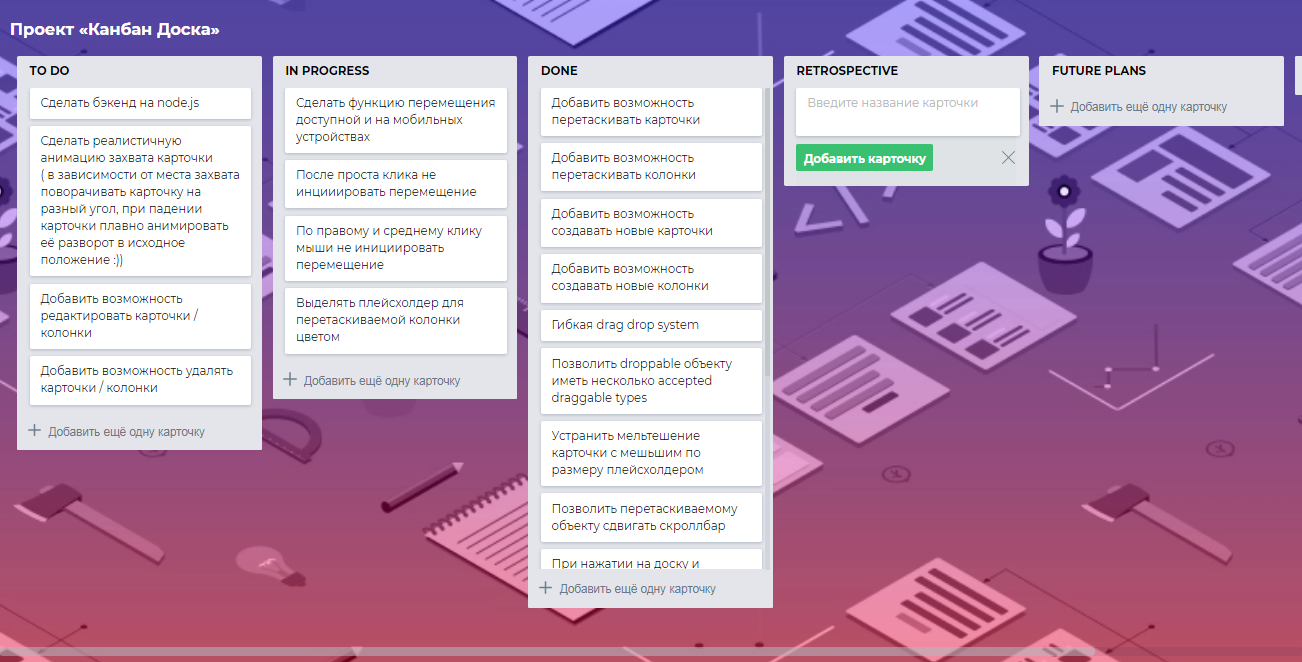 Проект «Канбан Доска»
TO DO
Сделать бэкенд на node.js
Сделать реалистичную
анимацию захвата карточки
( в зависимости от места захвата
поворачивать карточку на
разный угол, при падении
карточки плавно анимировать
её разворот в исходное
положение :))
Добавить возможность
редактировать карточки /
колонки
Добавить возможность удалять
карточки / колонки
Добавить ещё одну карточку
IN PROGRESS
Сделать функцию перемещения
доступной и на мобильных
устройствах
После проста клика не
инцииировать перемещение
По правому и среднему клику
мыши не инициировать
перемещение
Выделять плейсхолдер для
перетаскиваемой колонки
цветом
Добавить ещё одну карточку
DONE
Добавить возможность
перетаскивать карточки
Добавить возможность
перетаскивать колонки
Добавить возможность
создавать новые карточки
Добавить возможность
создавать новые колонки
Гибкая drag drop system
Позволить droppable объекту
иметь несколько accepted
draggable types
Устранить мельтешение
карточки с мешьшим по
размеру плейсхолдером
Позволить перетаскиваемому
объекту сдвигать скроллбар
При нажатии на доску и
Добавить ещё одну карточку
RETROSPECTIVE
Введите название карточки
Добавить карточку
FUTURE PLANS
Добавить ещё одну карточку